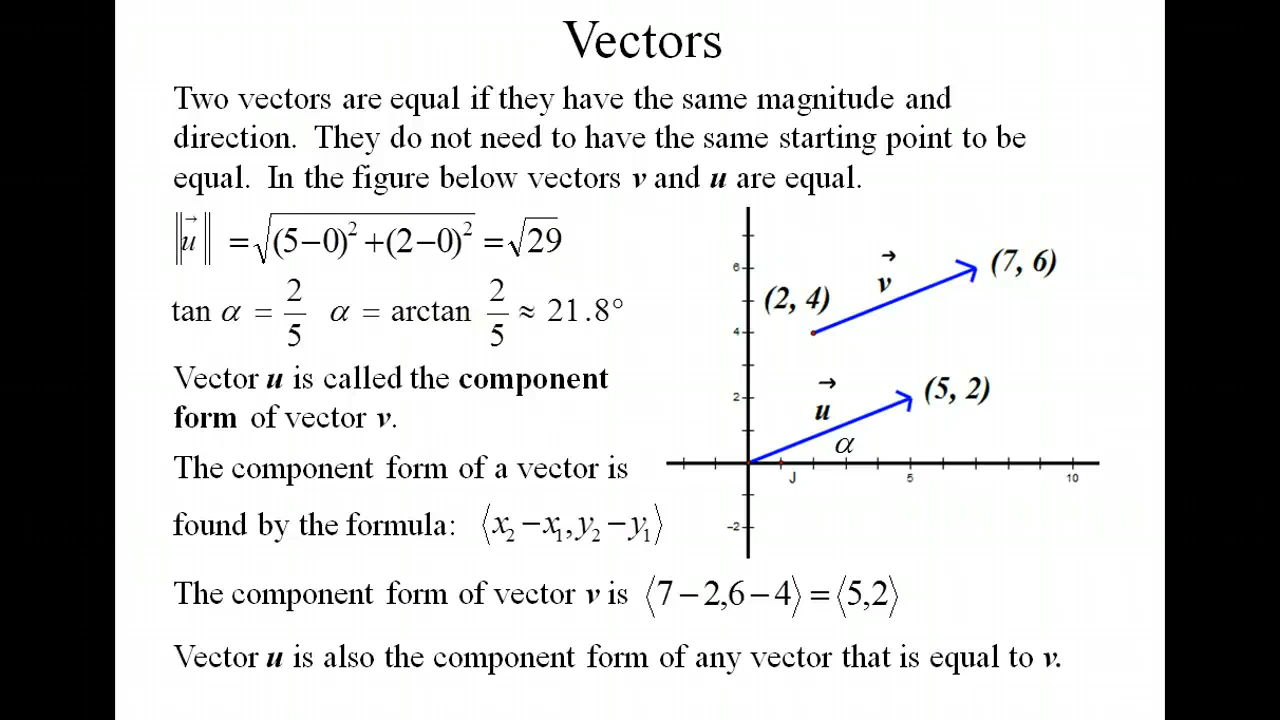 Vectors
Two vectors are equal if they have the same magnitude and
direction. They do not need to have the same starting point to be
equal. In the figure below vectors v and u are equal.
‖u⃗‖ = √((5−0)² + (2−0)²) = √29
tan α = 2/5 α = arctan 2/5 ≈ 21.8°
Vector u is called the component
form of vector v.
The component form of a vector is
found by the formula: ⟨x₂ − x₁, y₂ − y₁⟩
6
4
2
−2
J
5
10
(2, 4)
v⃗
(7, 6)
u⃗
(5, 2)
α
The component form of vector v is ⟨7 − 2,6 − 4⟩ = ⟨5,2⟩
Vector u is also the component form of any vector that is equal to v.